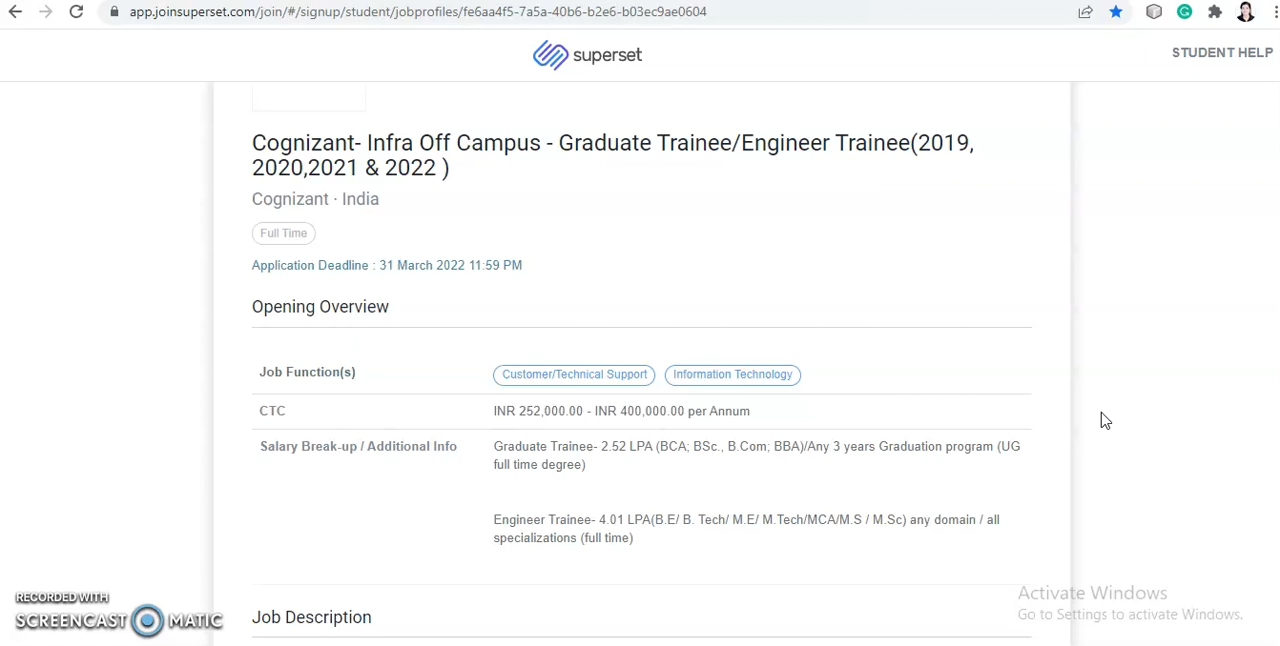 app.joinsuperset.com/join/#/signup/student/jobprofiles/fe6aa4f5-7a5a-40b6-b2e6-b03ec9ae0604
superset
STUDENT HELP
Cognizant- Infra Off Campus - Graduate Trainee/Engineer Trainee(2019,
2020,2021 & 2022 )
Cognizant · India
Full Time
Application Deadline : 31 March 2022 11:59 PM
Opening Overview
Job Function(s)
Customer/Technical Support
Information Technology
CTC
INR 252,000.00 - INR 400,000.00 per Annum
Salary Break-up / Additional Info
Graduate Trainee- 2.52 LPA (BCA; BSc., B.Com; BBA)/Any 3 years Graduation program (UG
full time degree)
Engineer Trainee- 4.01 LPA(B.E/ B. Tech/ M.E/ M.Tech/MCA/M.S / M.Sc) any domain / all
specializations (full time)
Job Description
RECORDED WITH
SCREENCAST MATIC
Activate Windows
Go to Settings to activate Windows.